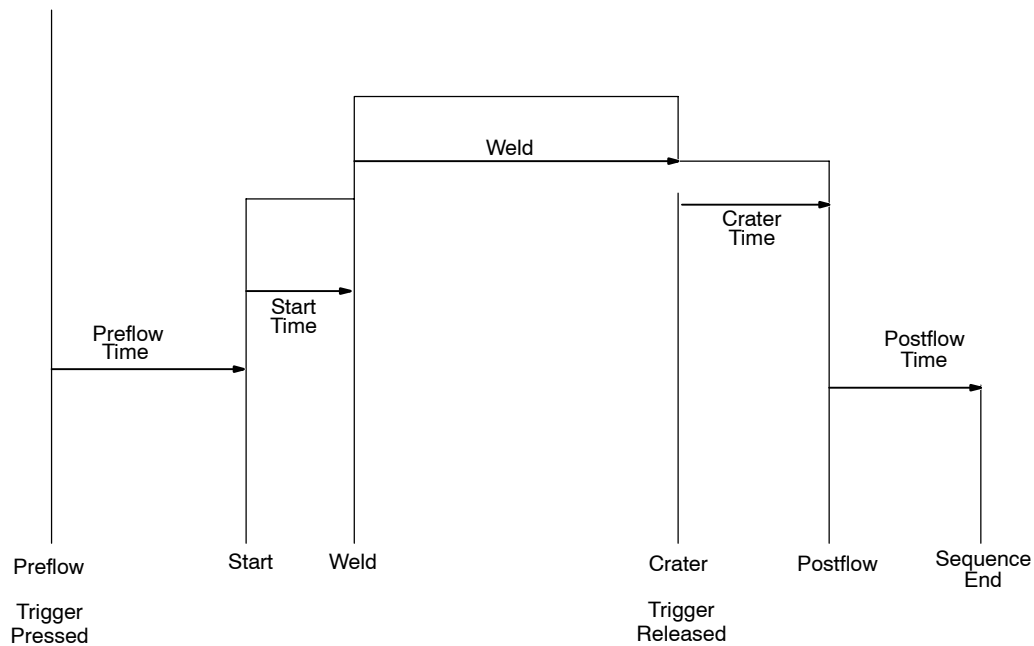 Weld
Crater
Time
Start
Time
Preflow
Time
Postflow
Time
Preflow
Start
Weld
Crater
Postflow
Sequence
End
Trigger
Pressed
Trigger
Released